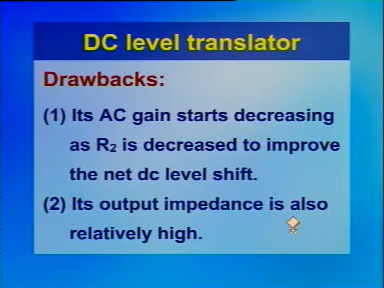 DC level translator
Drawbacks:
(1) Its AC gain starts decreasing
as R₂ is decreased to improve
the net dc level shift.
(2) Its output impedance is also
relatively high.